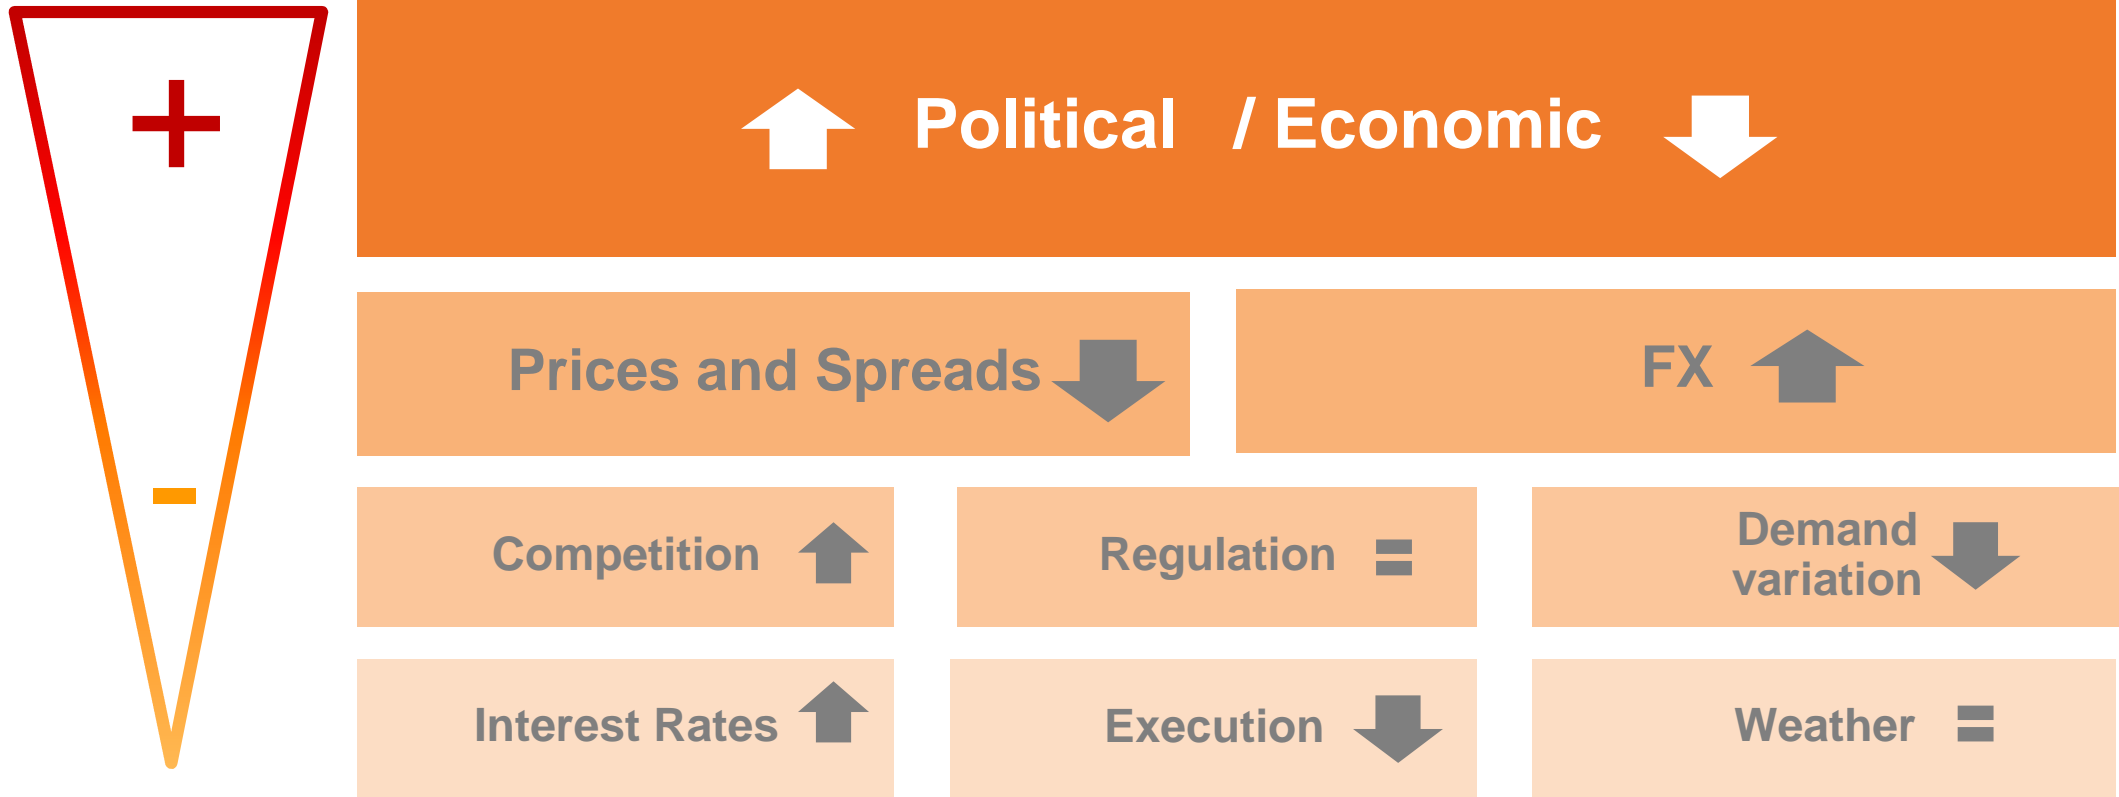 +
Political / Economic
Prices and Spreads
FX
-
Competition
Regulation =
Demand
variation
Interest Rates
Execution
Weather =